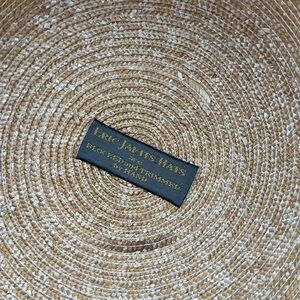 ERIC JAVITS HATS
BLOCKED and TRIMMED
by HAND